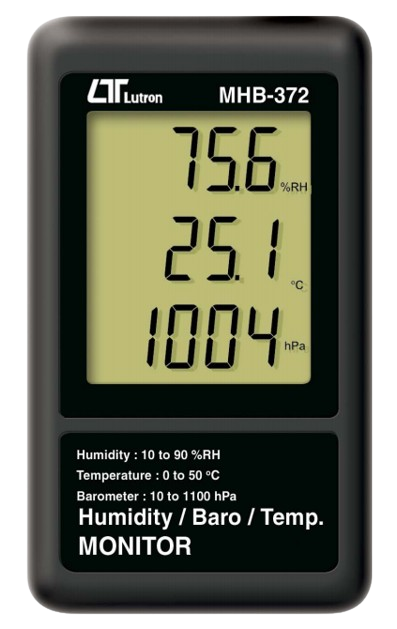 LT Lutron MHB-372
75.6 %RH
25.1 °C
1004 hPa
Humidity : 10 to 90 %RH
Temperature : 0 to 50 °C
Barometer : 10 to 1100 hPa
Humidity / Baro / Temp.
MONITOR